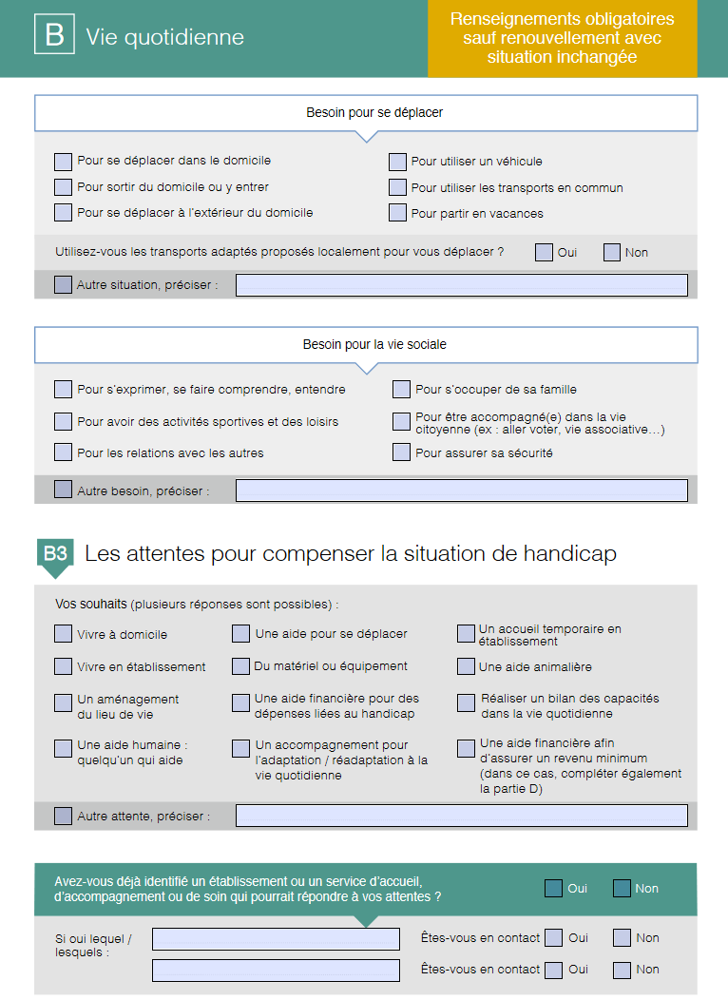 B Vie quotidienne
Renseignements obligatoires
sauf renouvellement avec
situation inchangée
Besoin pour se déplacer
Pour se déplacer dans le domicile
Pour utiliser un véhicule
Pour sortir du domicile ou y entrer
Pour utiliser les transports en commun
Pour se déplacer à l'extérieur du domicile
Pour partir en vacances
Utilisez-vous les transports adaptés proposés localement pour vous déplacer ? Oui Non
Autre situation, préciser :
Besoin pour la vie sociale
Pour s'exprimer, se faire comprendre, entendre
Pour s'occuper de sa famille
Pour avoir des activités sportives et des loisirs
Pour être accompagné(e) dans la vie
citoyenne (ex : aller voter, vie associative...)
Pour les relations avec les autres
Pour assurer sa sécurité
Autre besoin, préciser :
B3 Les attentes pour compenser la situation de handicap
Vos souhaits (plusieurs réponses sont possibles) :
Vivre à domicile
Une aide pour se déplacer
Un accueil temporaire en
établissement
Vivre en établissement
Du matériel ou équipement
Une aide animalière
Un aménagement
du lieu de vie
Une aide financière pour des
dépenses liées au handicap
Réaliser un bilan des capacités
dans la vie quotidienne
Une aide humaine :
quelqu'un qui aide
Un accompagnement pour
l'adaptation / réadaptation à la
vie quotidienne
Une aide financière afin
d'assurer un revenu minimum
(dans ce cas, compléter également
la partie D)
Autre attente, préciser :
Avez-vous déjà identifié un établissement ou un service d'accueil,
d'accompagnement ou de soin qui pourrait répondre à vos attentes ?
Oui Non
Si oui lequel /
lesquels :
Êtes-vous en contact Oui Non
Êtes-vous en contact Oui Non